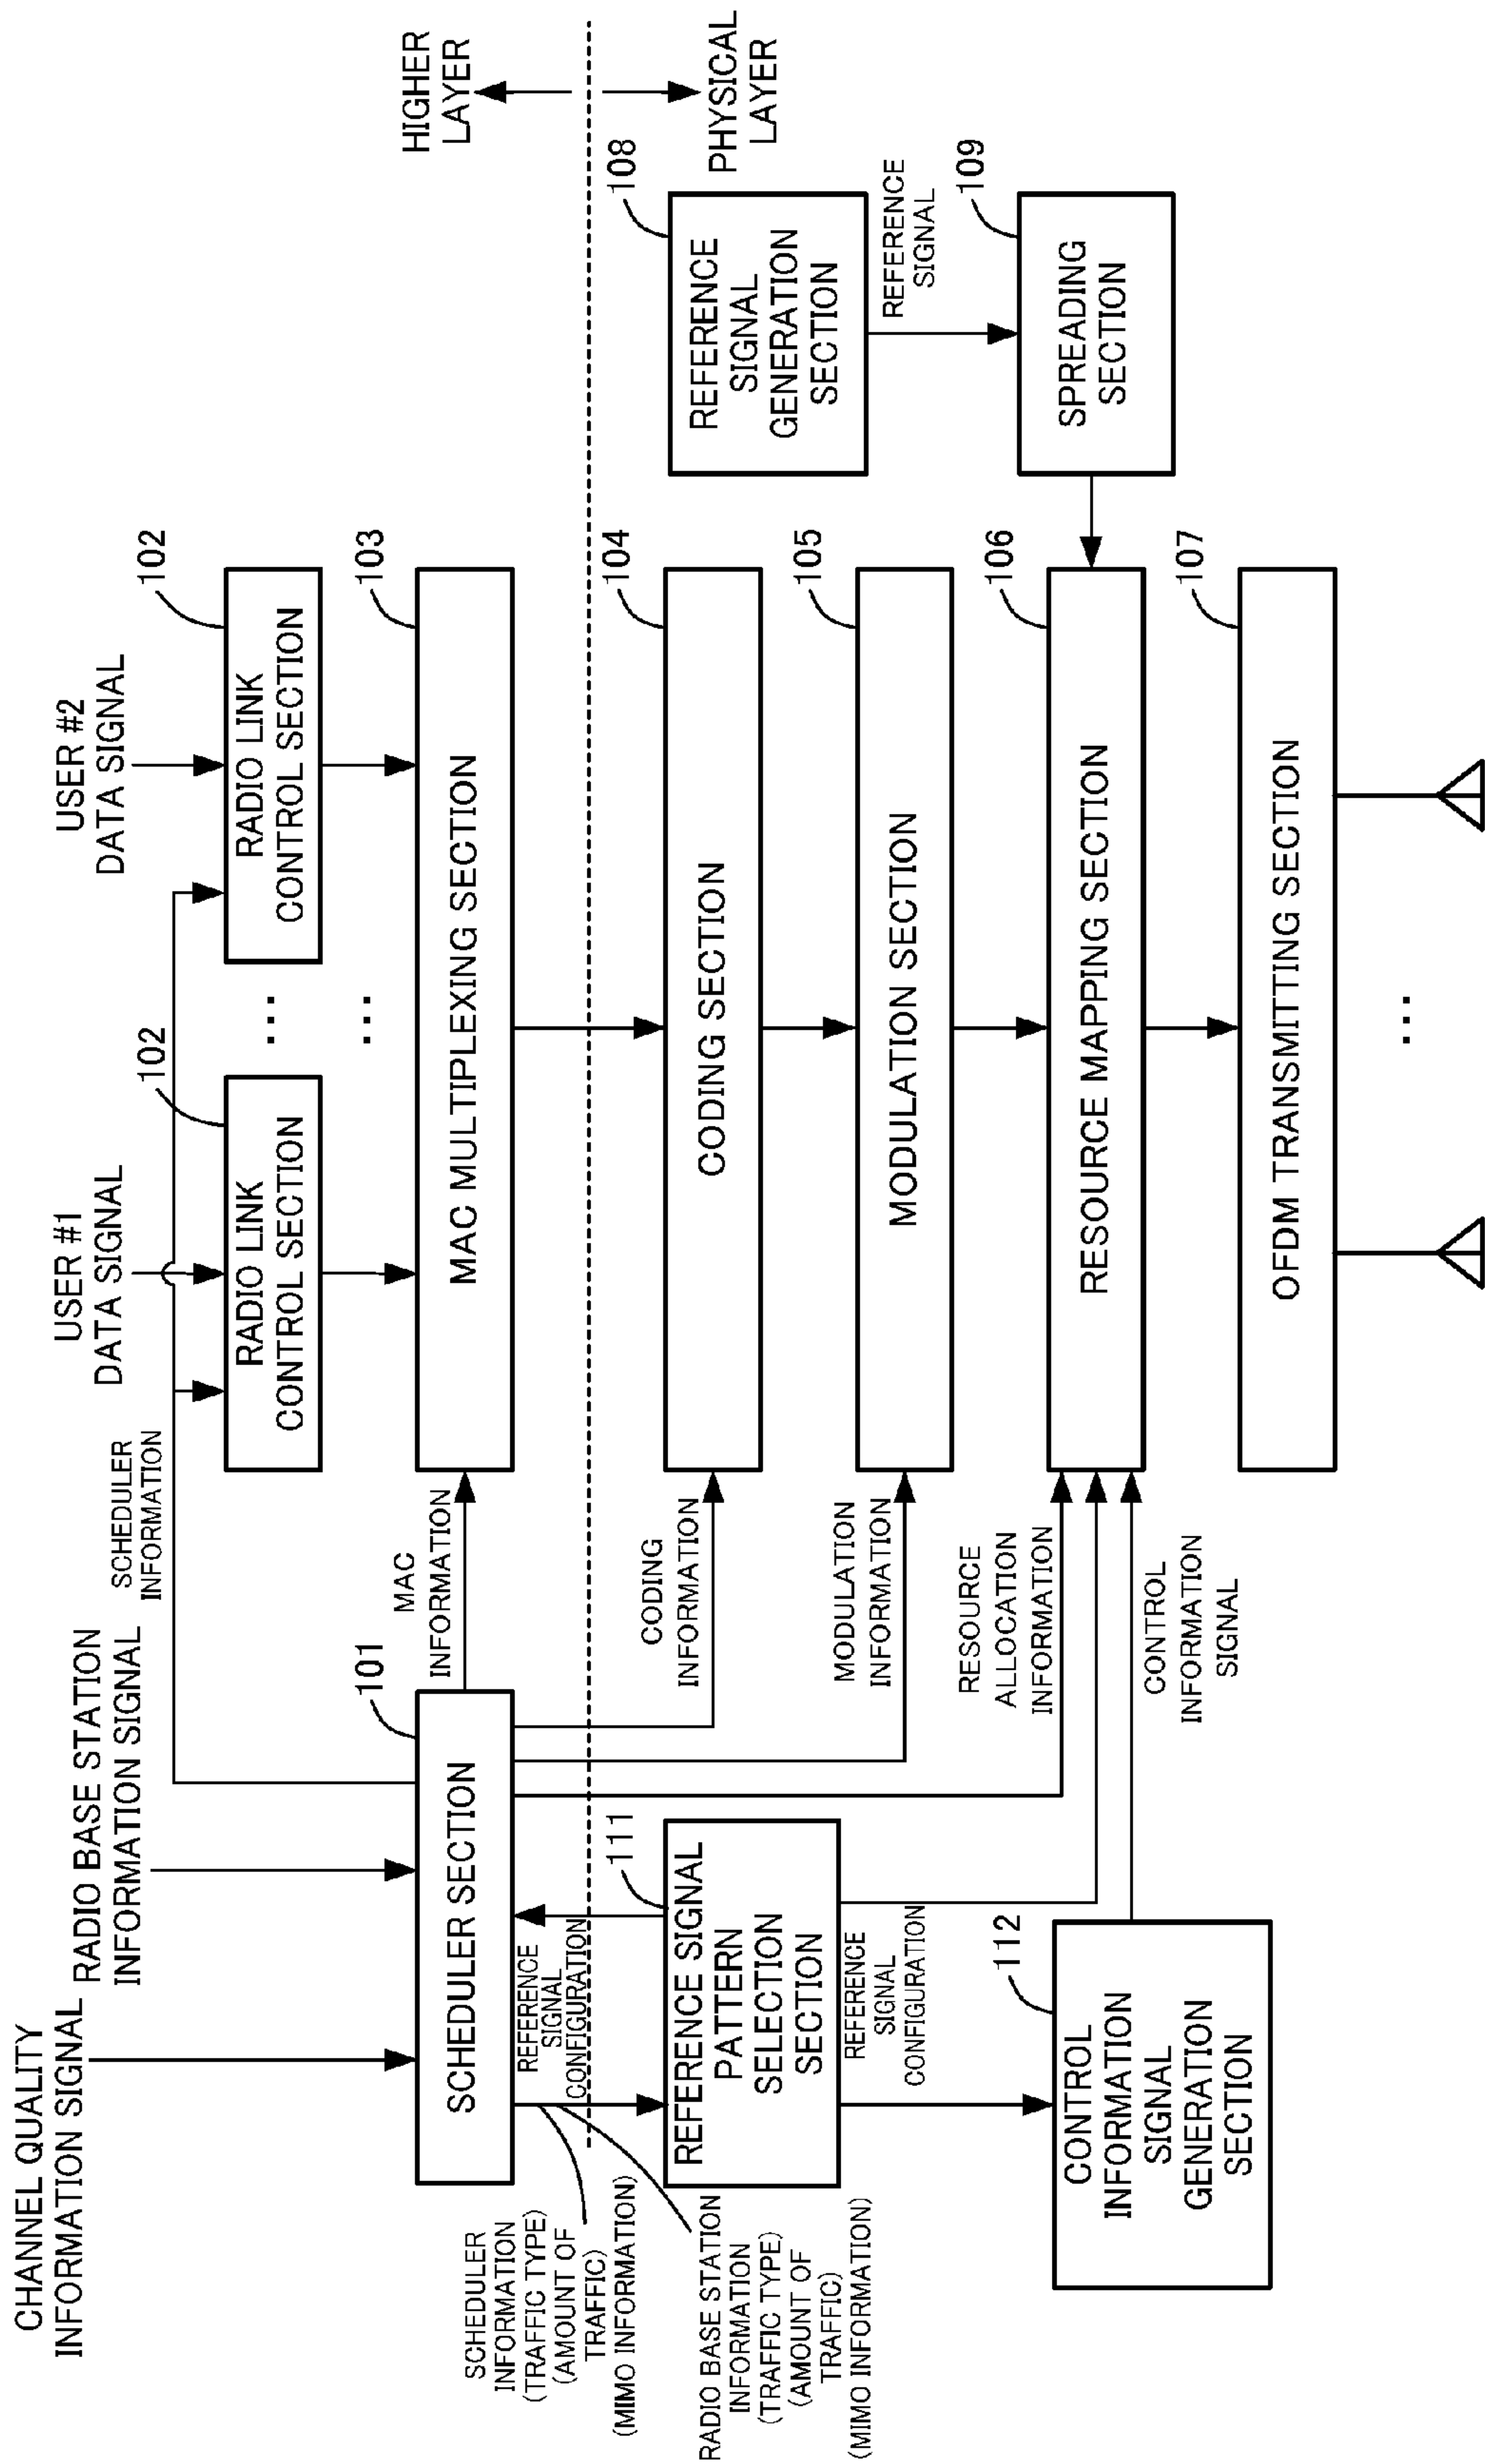 CHANNEL QUALITY
INFORMATION SIGNAL
RADIO BASE STATION
INFORMATION SIGNAL
SCHEDULER
INFORMATION
USER #1
DATA SIGNAL
USER #2
DATA SIGNAL
102
RADIO LINK
CONTROL SECTION
...
102
RADIO LINK
CONTROL SECTION
...
HIGHER
LAYER
PHYSICAL
LAYER
101
SCHEDULER SECTION
MAC
INFORMATION
103
MAC MULTIPLEXING SECTION
SCHEDULER
INFORMATION
(TRAFFIC TYPE)
(AMOUNT OF
TRAFFIC)
(MIMO INFORMATION)
REFERENCE
SIGNAL
CONFIGURATION
RADIO BASE STATION
INFORMATION
(TRAFFIC TYPE)
(AMOUNT OF
TRAFFIC)
(MIMO INFORMATION)
111
REFERENCE SIGNAL
PATTERN
SELECTION
SECTION
CODING
INFORMATION
104
CODING SECTION
108
REFERENCE
SIGNAL
GENERATION
SECTION
REFERENCE
SIGNAL
CONFIGURATION
MODULATION
INFORMATION
105
MODULATION SECTION
REFERENCE
SIGNAL
RESOURCE
ALLOCATION
INFORMATION
106
RESOURCE MAPPING SECTION
109
SPREADING
SECTION
112
CONTROL
INFORMATION
SIGNAL
GENERATION
SECTION
CONTROL
INFORMATION
SIGNAL
107
OFDM TRANSMITTING SECTION
...